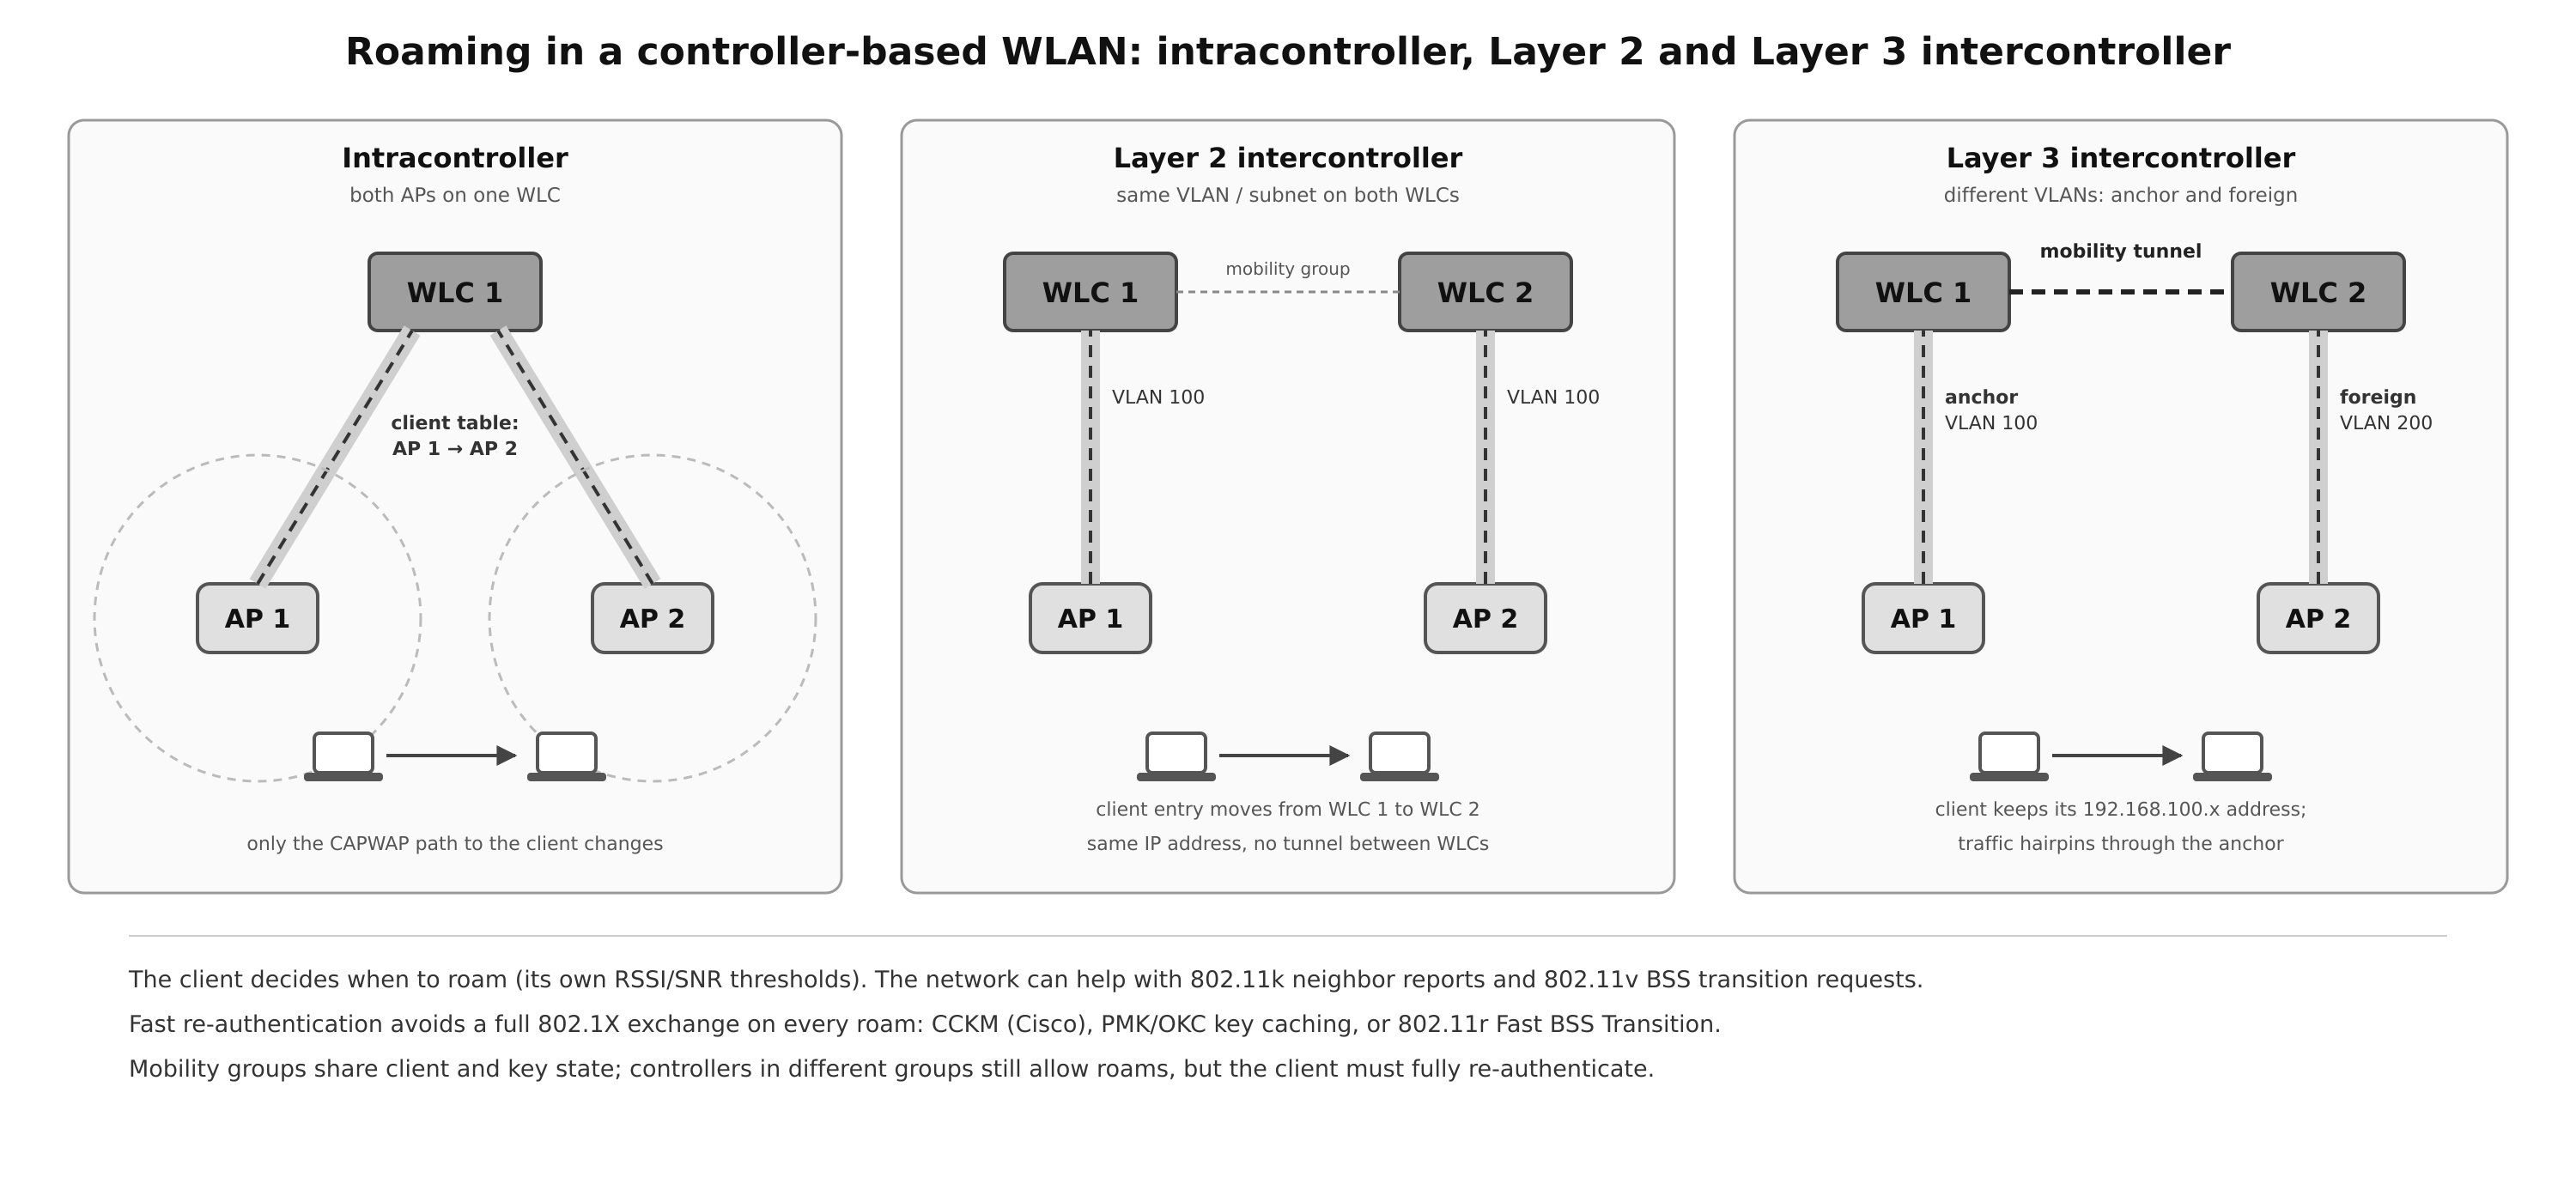 Roaming in a controller-based WLAN: intracontroller, Layer 2 and Layer 3 intercontroller
Intracontroller
both APs on one WLC
WLC 1
client table:
AP 1 → AP 2
AP 1
AP 2
only the CAPWAP path to the client changes
Layer 2 intercontroller
same VLAN / subnet on both WLCs
WLC 1
mobility group
WLC 2
VLAN 100
VLAN 100
AP 1
AP 2
client entry moves from WLC 1 to WLC 2
same IP address, no tunnel between WLCs
Layer 3 intercontroller
different VLANs: anchor and foreign
mobility tunnel
WLC 1
WLC 2
anchor
VLAN 100
foreign
VLAN 200
AP 1
AP 2
client keeps its 192.168.100.x address;
traffic hairpins through the anchor
The client decides when to roam (its own RSSI/SNR thresholds). The network can help with 802.11k neighbor reports and 802.11v BSS transition requests.
Fast re-authentication avoids a full 802.1X exchange on every roam: CCKM (Cisco), PMK/OKC key caching, or 802.11r Fast BSS Transition.
Mobility groups share client and key state; controllers in different groups still allow roams, but the client must fully re-authenticate.